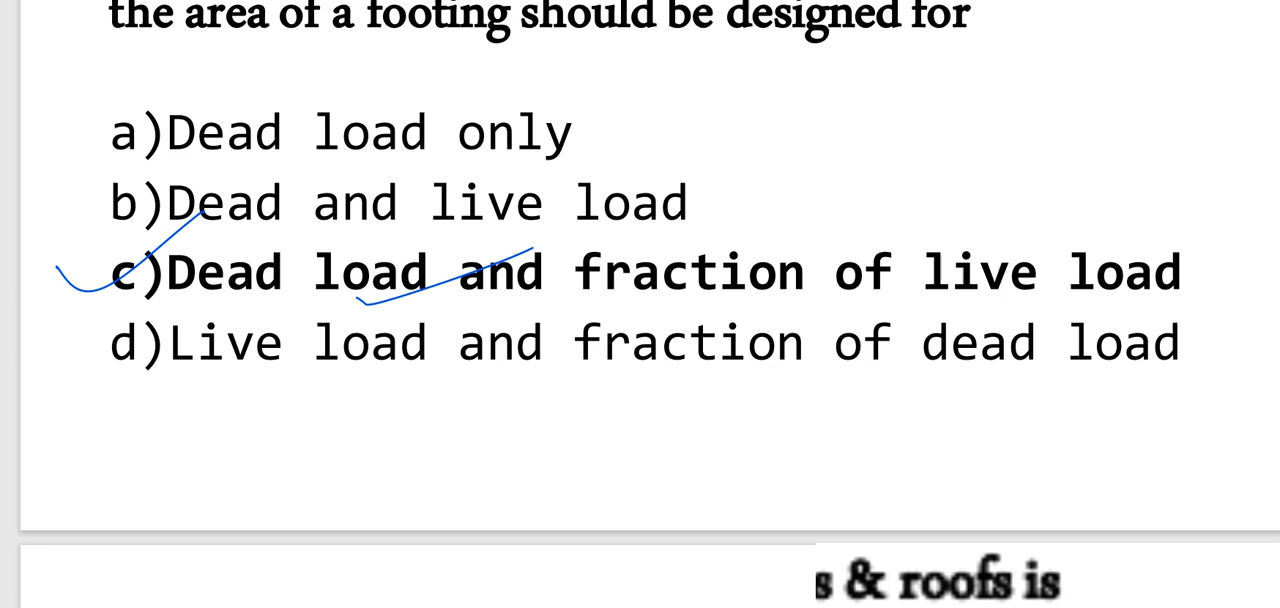 the area of a footing should be designed for
a)Dead load only
b)Dead and live load
c)Dead load and fraction of live load
d)Live load and fraction of dead load
s & roofs is